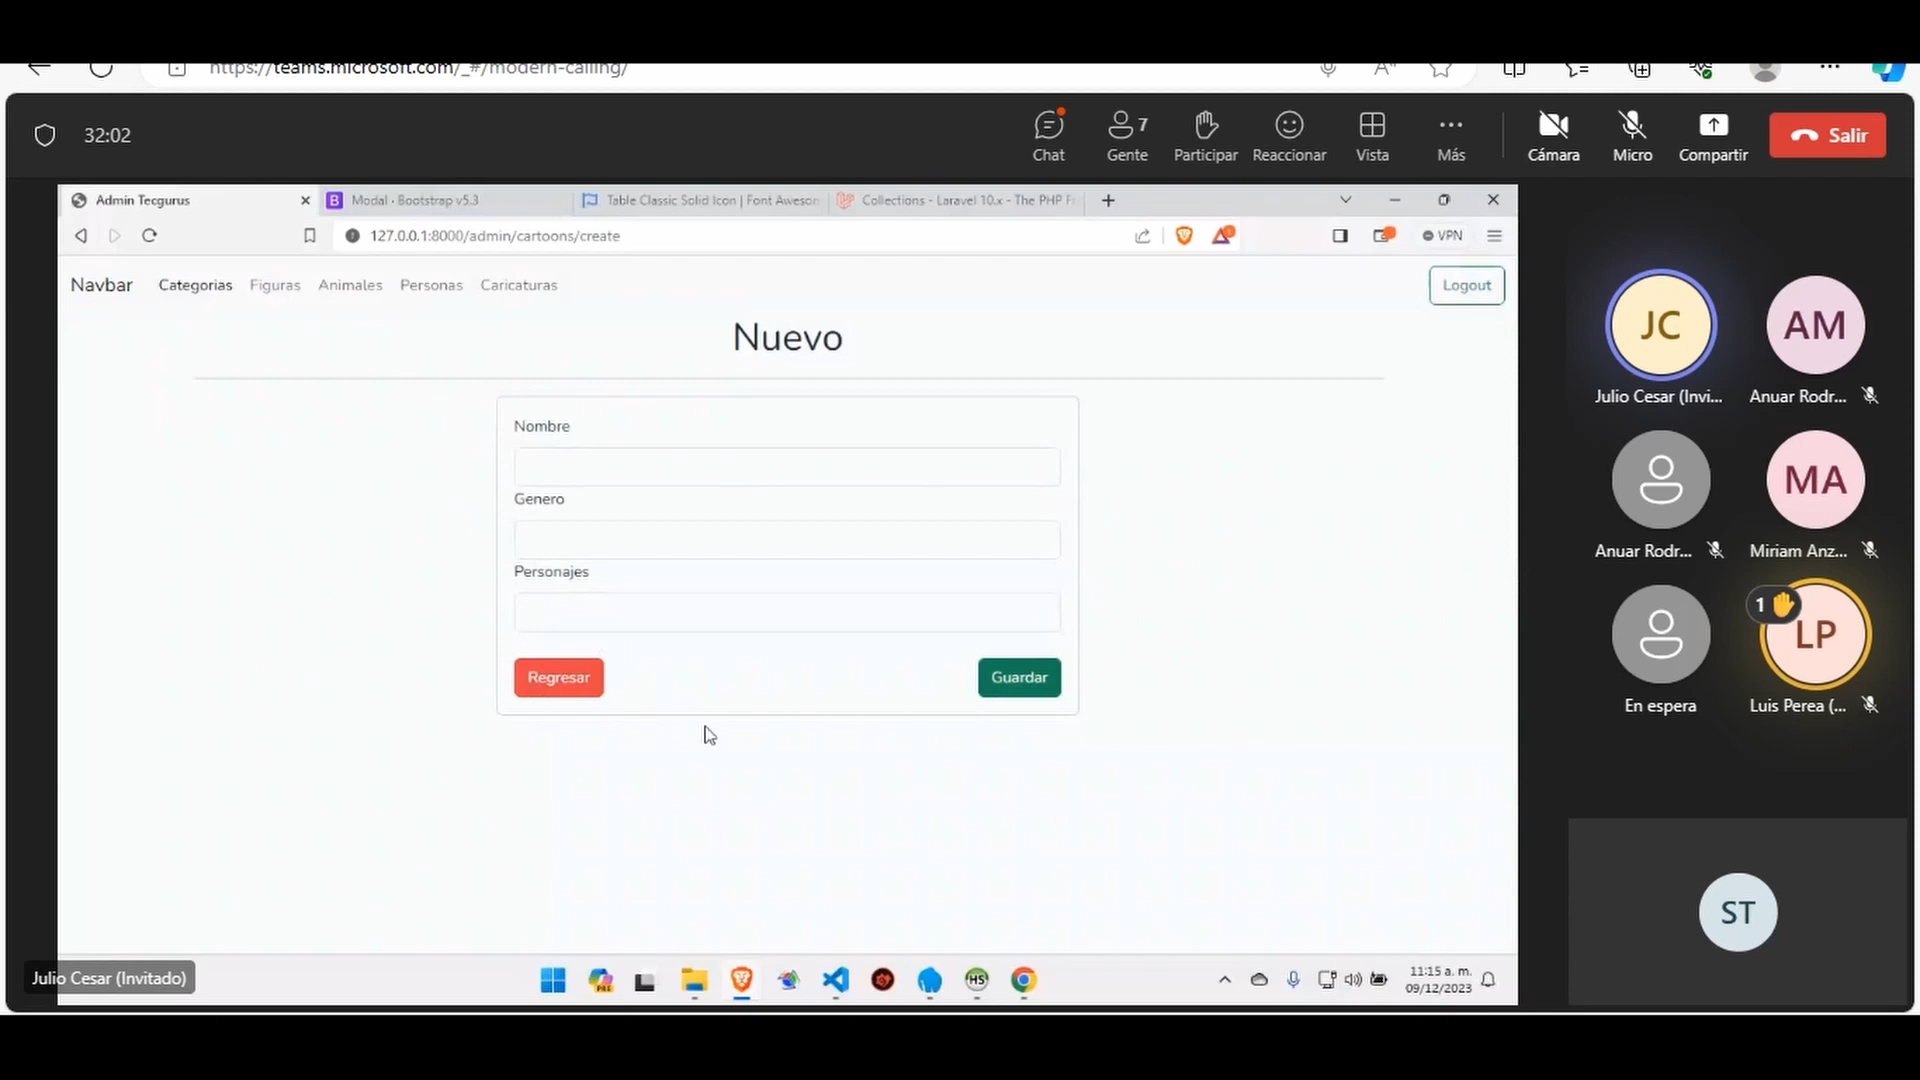 https://teams.microsoft.com/_#/modern-calling/
32:02
Chat
7
Gente
Participar
Reaccionar
Vista
Más
Cámara
Micro
Compartir
Salir
Admin Tecgurus
Modal · Bootstrap v5.3
Table Classic Solid Icon | Font Aweson
Collections - Laravel 10.x - The PHP F
127.0.0.1:8000/admin/cartoons/create
VPN
Navbar
Categorias
Figuras
Animales
Personas
Caricaturas
Logout
Nuevo
Nombre
Genero
Personajes
Regresar
Guardar
JC
Julio Cesar (Invi...
AM
Anuar Rodr...
Anuar Rodr...
MA
Miriam Anz...
En espera
1
LP
Luis Perea (...
ST
Julio Cesar (Invitado)
HS
11:15 a. m.
09/12/2023